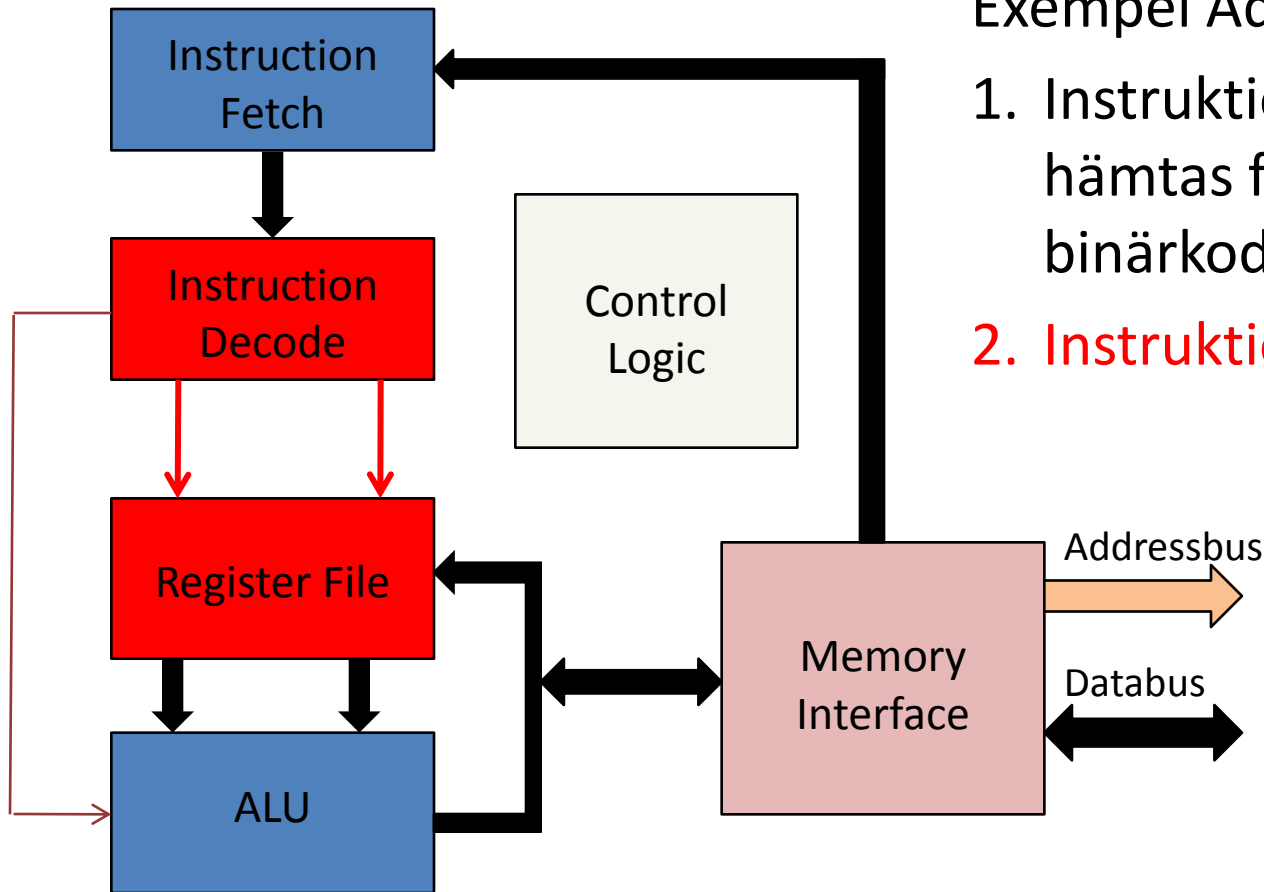 Instruction
Fetch
Instruction
Decode
Control
Logic
Register File
ALU
Memory
Interface
Addressbus
Databus
Exempel
1.
hämtas
2.